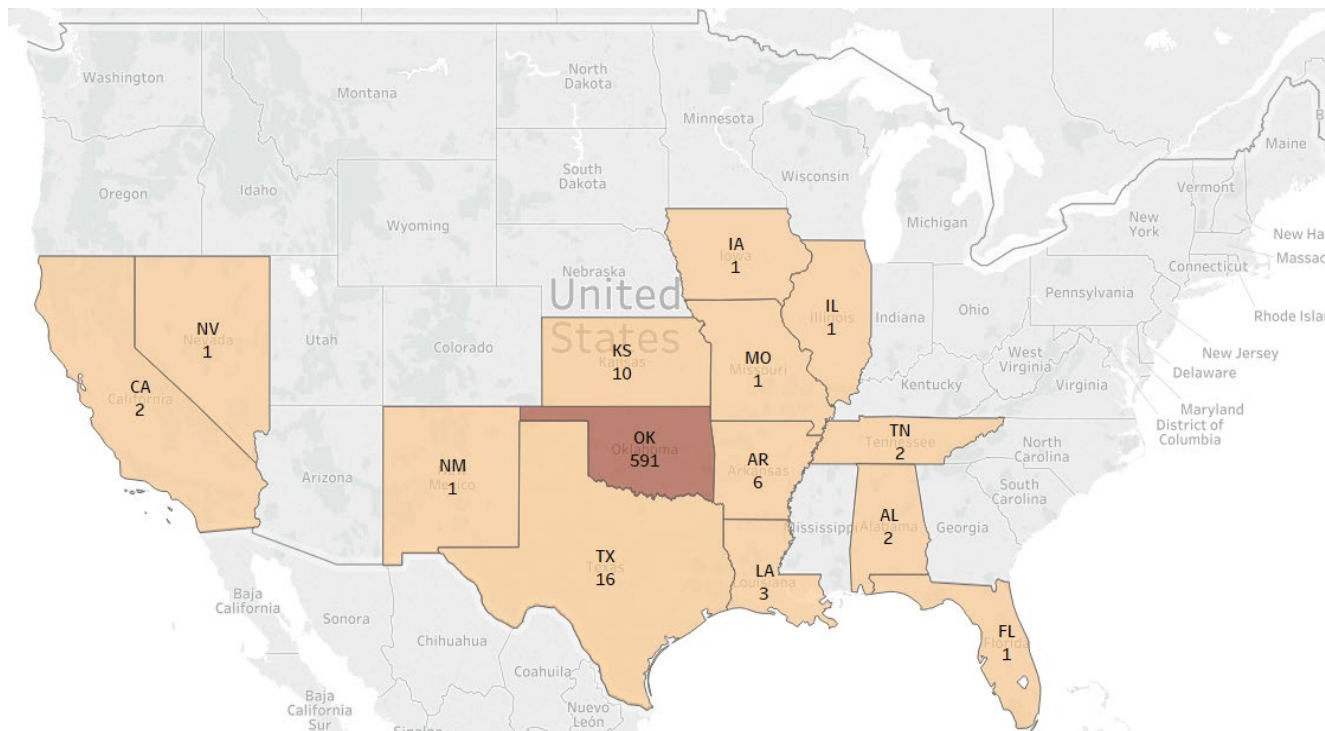 Washington
Montana
North
Dakota
Minnesota
Maine
Oregon
Idaho
South
Dakota
Wisconsin
Vermont
Wyoming
Michigan
New
York
New Ha
Massac
IA
Iowa
1
Nebraska
Connecticut
United
States
Pennsylvania
Rhode Islan
NV
Nevada
1
Utah
Colorado
IL
Illinois
1
Indiana
Ohio
KS
Kansas
10
MO
Missouri
1
New Jersey
West
Virginia
Delaware
CA
California
2
Kentucky
Virginia
Maryland
District of
Columbia
OK
Oklahoma
591
TN
Tennessee
2
North
Carolina
Arizona
NM
Mexico
1
AR
Arkansas
6
South
Carolina
Mississippi
AL
Alabama
2
Georgia
TX
Texas
16
LA
Louisiana
3
Baja
California
Sonora
Chihuahua
FL
Florida
1
Coahuila
Baja
California
Sur
Nuevo
León